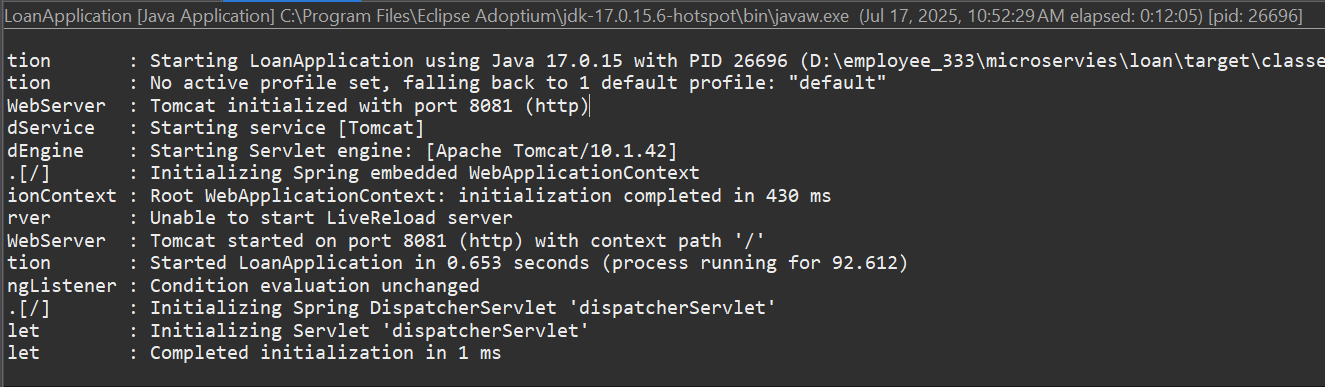 LoanApplication [Java Application] C:\Program Files\Eclipse Adoptium\jdk-17.0.15.6-hotspot\bin\javaw.exe (Jul 17, 2025, 10:52:29 AM elapsed: 0:12:05) [pid: 26696]
tion : Starting LoanApplication using Java 17.0.15 with PID 26696 (D:\employee_333\microservies\loan\target\classe
tion : No active profile set, falling back to 1 default profile: "default"
WebServer : Tomcat initialized with port 8081 (http)
dService : Starting service [Tomcat]
dEngine : Starting Servlet engine: [Apache Tomcat/10.1.42]
.[/] : Initializing Spring embedded WebApplicationContext
ionContext : Root WebApplicationContext: initialization completed in 430 ms
rver : Unable to start LiveReload server
WebServer : Tomcat started on port 8081 (http) with context path '/'
tion : Started LoanApplication in 0.653 seconds (process running for 92.612)
ngListener : Condition evaluation unchanged
.[/] : Initializing Spring DispatcherServlet 'dispatcherServlet'
let : Initializing Servlet 'dispatcherServlet'
let : Completed initialization in 1 ms